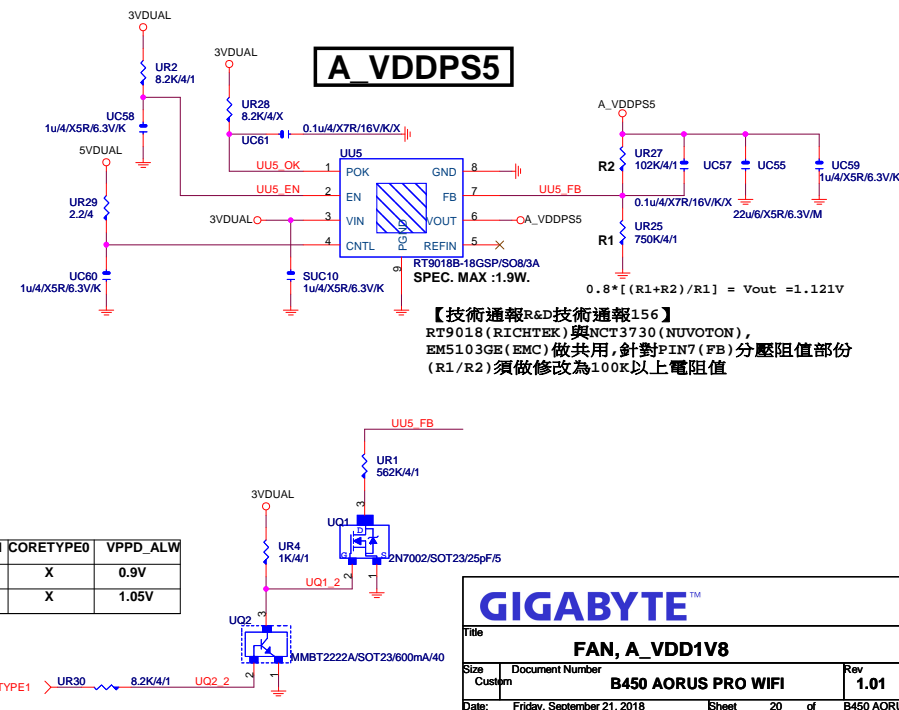 3VDUAL
UR2
8.2K/4/1
UC58
1u/4/X5R/6.3V/K
5VDUAL
UR29
2.2/4
UC60
1u/4/X5R/6.3V/K
3VDUAL
UR28
8.2K/4/X
UC61
0.1u/4/X7R/16V/K/X
A_VDDPS5
UU5
UU5_OK
1
POK
UU5_EN
2
EN
3VDUAL
3
VIN
4
CNTL
GND
8
FB
7
UU5_FB
VOUT
6
A_VDDPS5
REFIN
5
PGND
9
RT9018B-18GSP/SO8/3A
SPEC. MAX :1.9W.
SUC10
1u/4/X5R/6.3V/K
A_VDDPS5
R2
UR27
102K/4/1
UC57
0.1u/4/X7R/16V/K/X
UC55
22u/6/X5R/6.3V/M
UC59
1u/4/X5R/6.3V/K
R1
UR25
750K/4/1
0.8*[(R1+R2)/R1] = Vout =1.121V
【技術通報R&D技術通報156】
RT9018(RICHTEK)與NCT3730(NUVOTON),
EM5103GE(EMC)做共用,針對PIN7(FB)分壓阻值部份
(R1/R2)須做修改為100K以上電阻值
UU5_FB
UR1
562K/4/1
3VDUAL
UR4
1K/4/1
UQ1
3
D
G
S
2
1
2N7002/SOT23/25pF/5
UQ1_2
UQ2
3
2
1
MMBT2222A/SOT23/600mA/40
TYPE1
UR30
8.2K/4/1
UQ2_2
CORETYPE0 VPPD_ALW
X 0.9V
X 1.05V
GIGABYTE™
Title
FAN, A_VDD1V8
Size
Custom
Document Number
B450 AORUS PRO WIFI
Rev
1.01
Date: Friday, September 21, 2018 Sheet 20 of B450 AORU